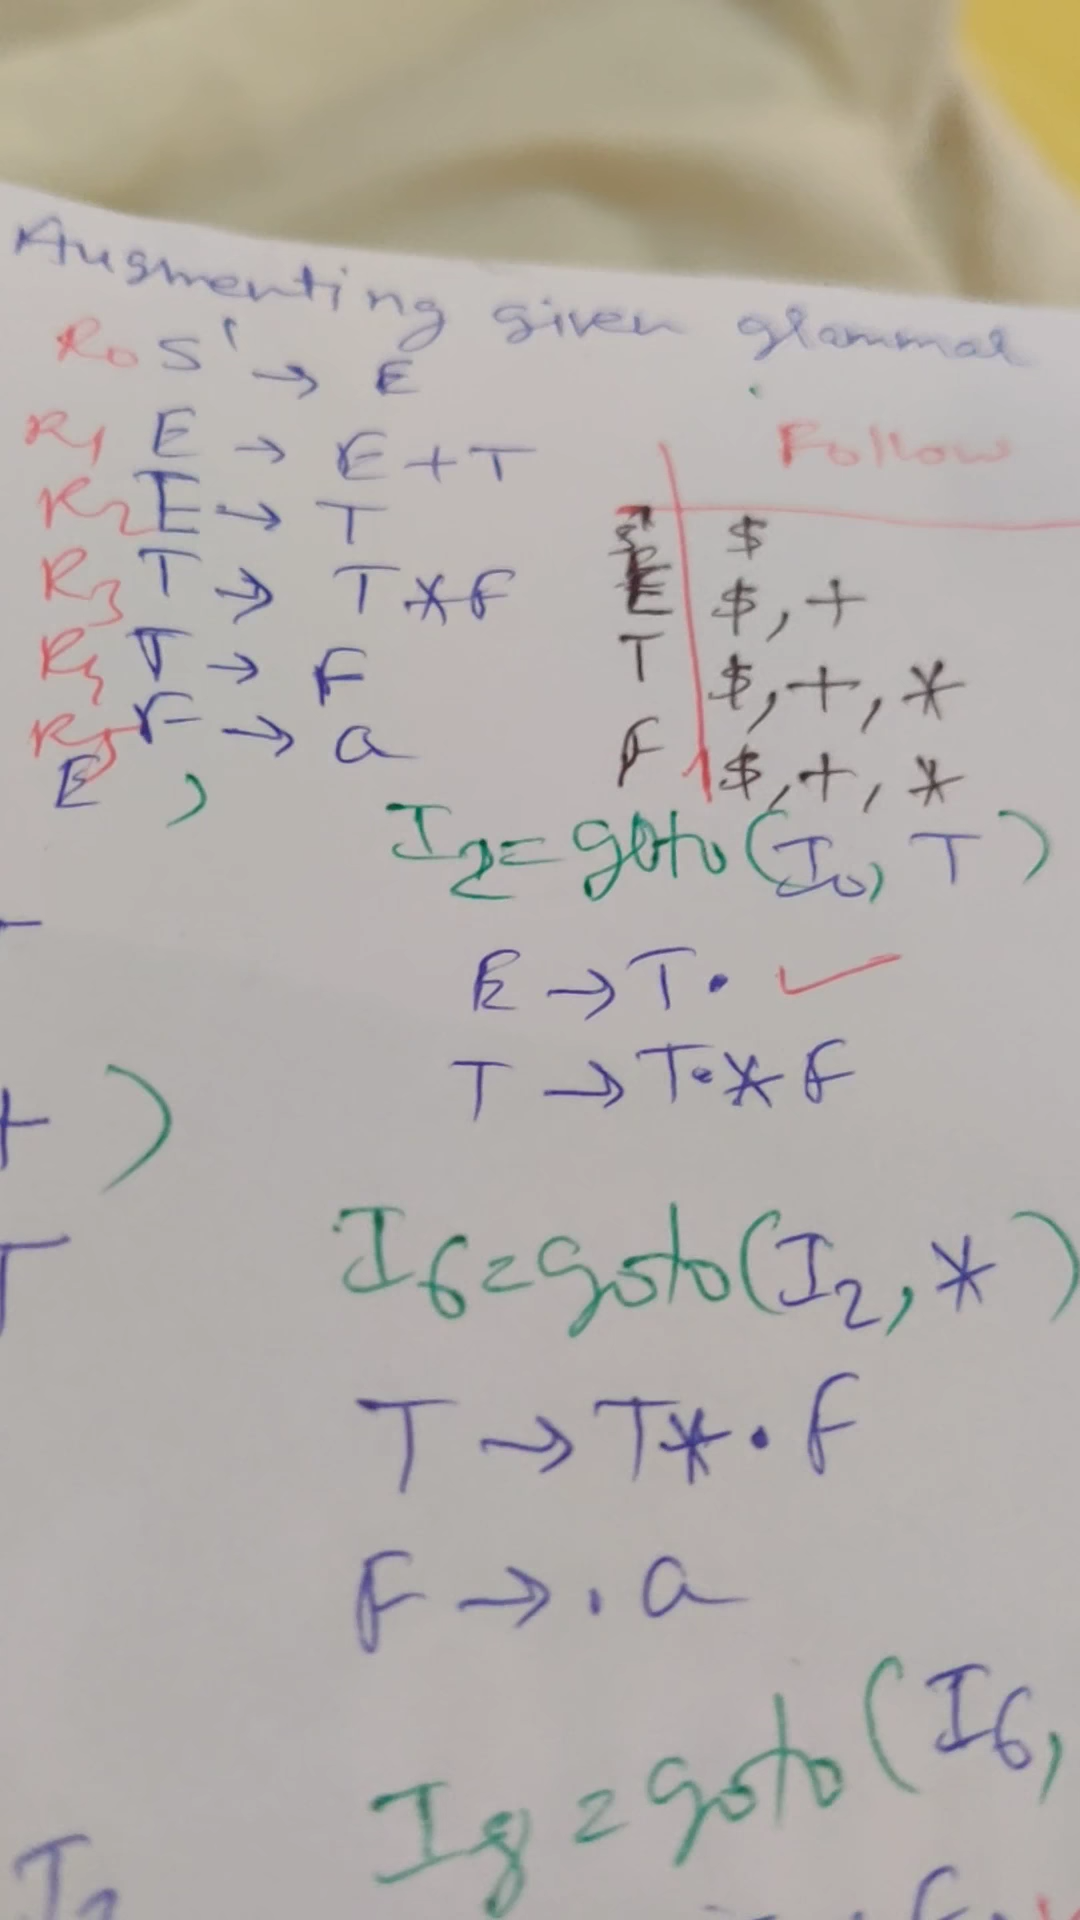 Augmenting given grammar
R0 S' → E
R1 E → E + T
R2 E → T
R3 T → T * F
R4 T → F
R5 F → a
Follow
S' $
E $, +
T $, +, *
F $, +, *
E )
I2 = goto (I0, T)
E → T. ✓
T → T.* F
+ )
T
I6 = goto (I2, *)
T → T* . F
F → . a
I8 = goto (I6,